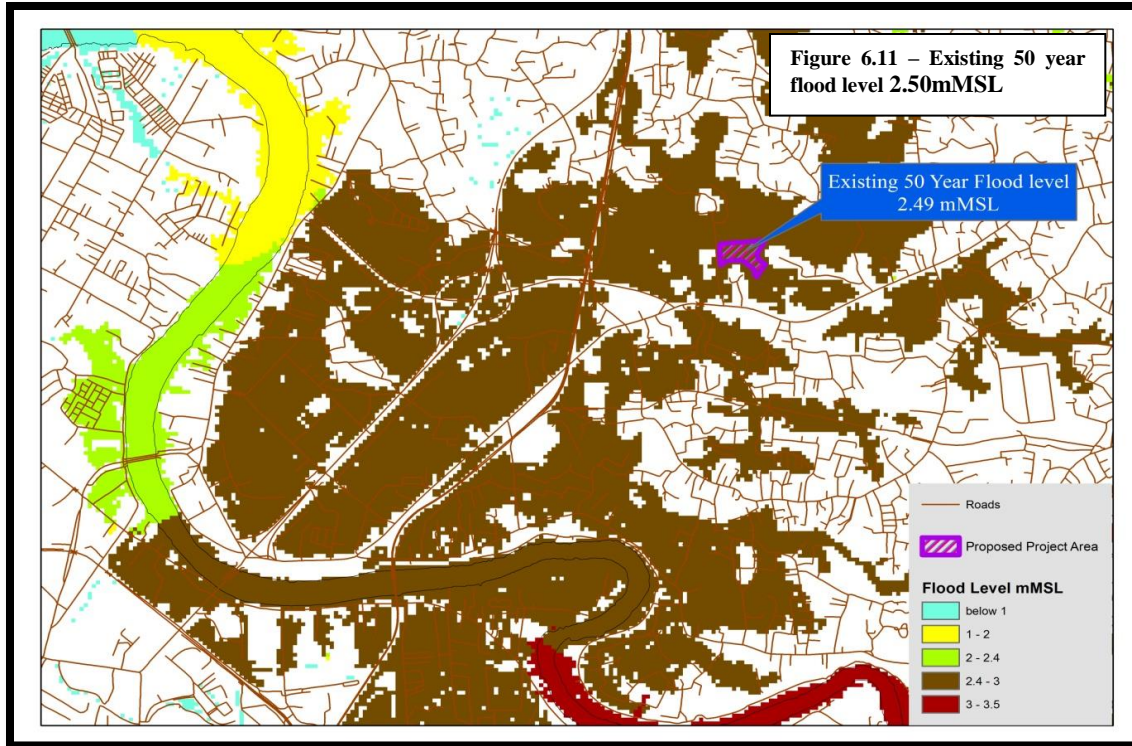 Figure 6.11 – Existing 50 year
flood level 2.50mMSL
Existing 50 Year Flood level
2.49 mMSL
Roads
Proposed Project Area
Flood Level mMSL
below 1
1 - 2
2 - 2.4
2.4 - 3
3 - 3.5